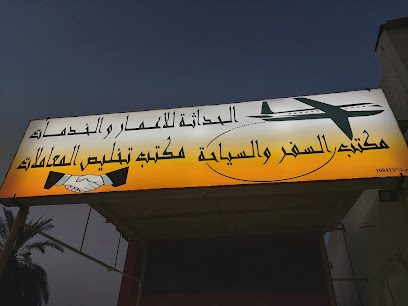 الحداثة للاعمار والخدمات
مكتب السفر والسياحة مكتب تخليص المعاملات